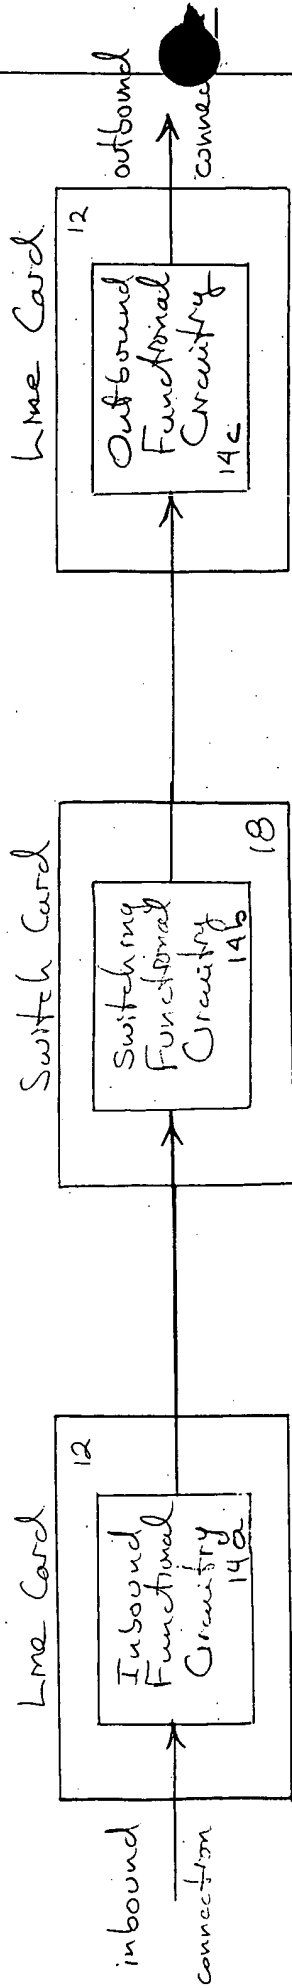 inbound
connection
Line Card
12
Inbound
Functional
Circuitry
14a
Switch Card
Switching
Functional
Circuitry
14b
18
Line Card
12
Outbound
Functional
Circuitry
14c
outbound